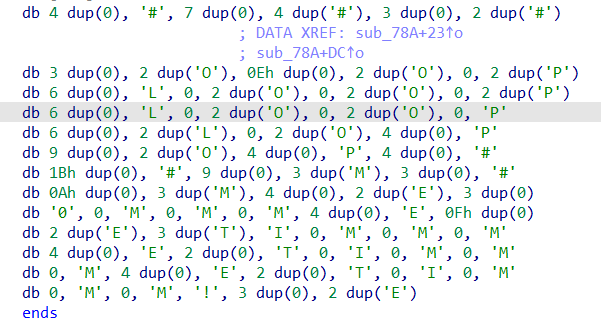 db 4 dup(0), '#', 7 dup(0), 4 dup('#'), 3 dup(0), 2 dup('#')
; DATA XREF: sub_78A+23↑o
; sub_78A+DC↑o
db 3 dup(0), 2 dup('O'), 0Eh dup(0), 2 dup('O'), 0, 2 dup('P')
db 6 dup(0), 'L', 0, 2 dup('O'), 0, 2 dup('O'), 0, 2 dup('P')
db 6 dup(0), 'L', 0, 2 dup('O'), 0, 2 dup('O'), 0, 'P'
db 6 dup(0), 2 dup('L'), 0, 2 dup('O'), 4 dup(0), 'P'
db 9 dup(0), 2 dup('O'), 4 dup(0), 'P', 4 dup(0), '#'
db 1Bh dup(0), '#', 9 dup(0), 3 dup('M'), 3 dup(0), '#'
db 0Ah dup(0), 3 dup('M'), 4 dup(0), 2 dup('E'), 3 dup(0)
db '0', 0, 'M', 0, 'M', 0, 'M', 4 dup(0), 'E', 0Fh dup(0)
db 2 dup('E'), 3 dup('T'), 'I', 0, 'M', 0, 'M', 0, 'M'
db 4 dup(0), 'E', 2 dup(0), 'T', 0, 'I', 0, 'M', 0, 'M'
db 0, 'M', 4 dup(0), 'E', 2 dup(0), 'T', 0, 'I', 0, 'M'
db 0, 'M', 0, 'M', '!', 3 dup(0), 2 dup('E')
ends